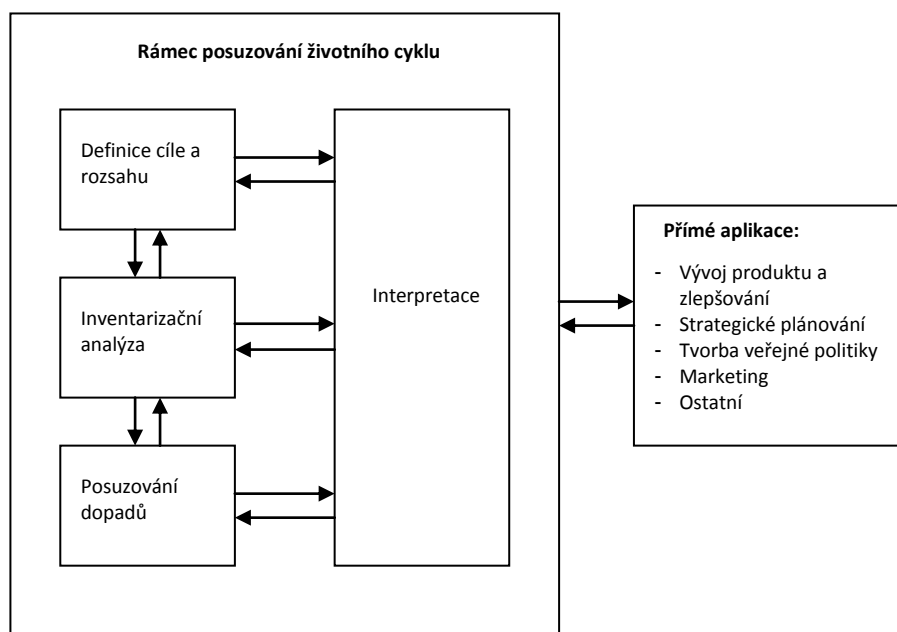 Rámec posuzování životního cyklu
Definice cíle a
rozsahu
Inventarizační
analýza
Posuzování
dopadů
Interpretace
Přímé aplikace:
- Vývoj produktu a
zlepšování
- Strategické plánování
- Tvorba veřejné politiky
- Marketing
- Ostatní